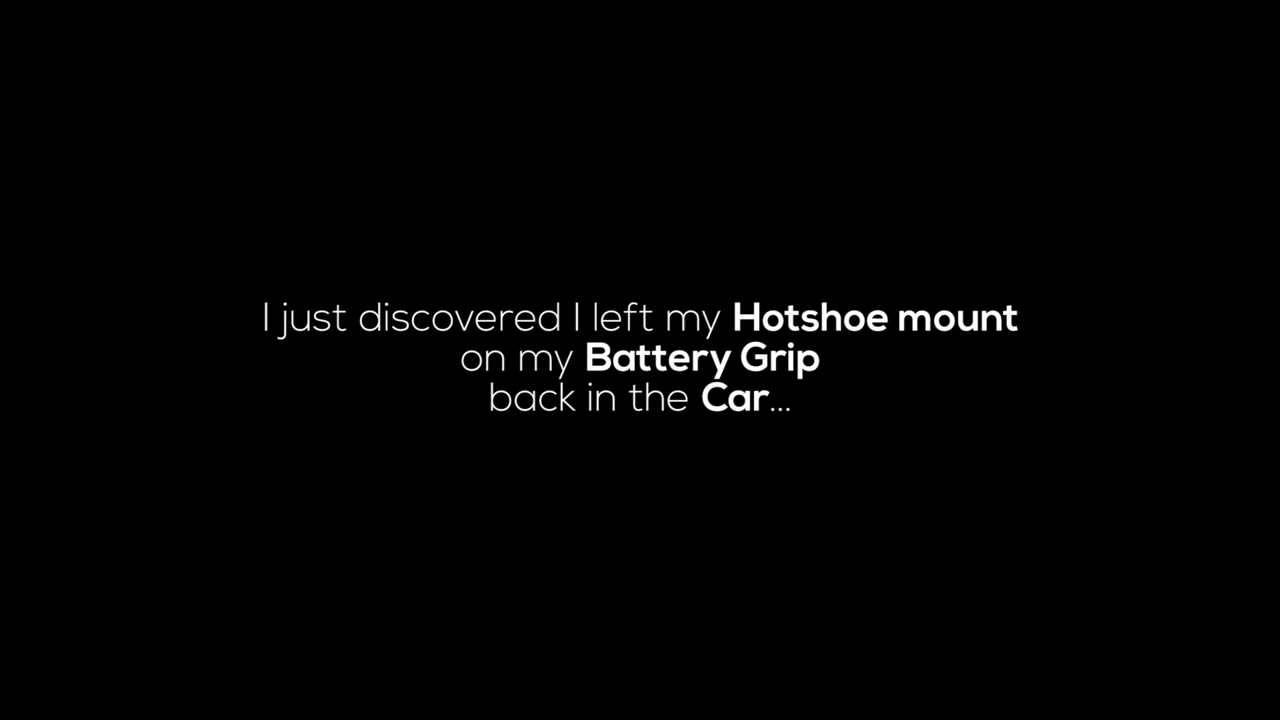 I just discovered I left my Hotshoe mount
on my Battery Grip
back in the Car...